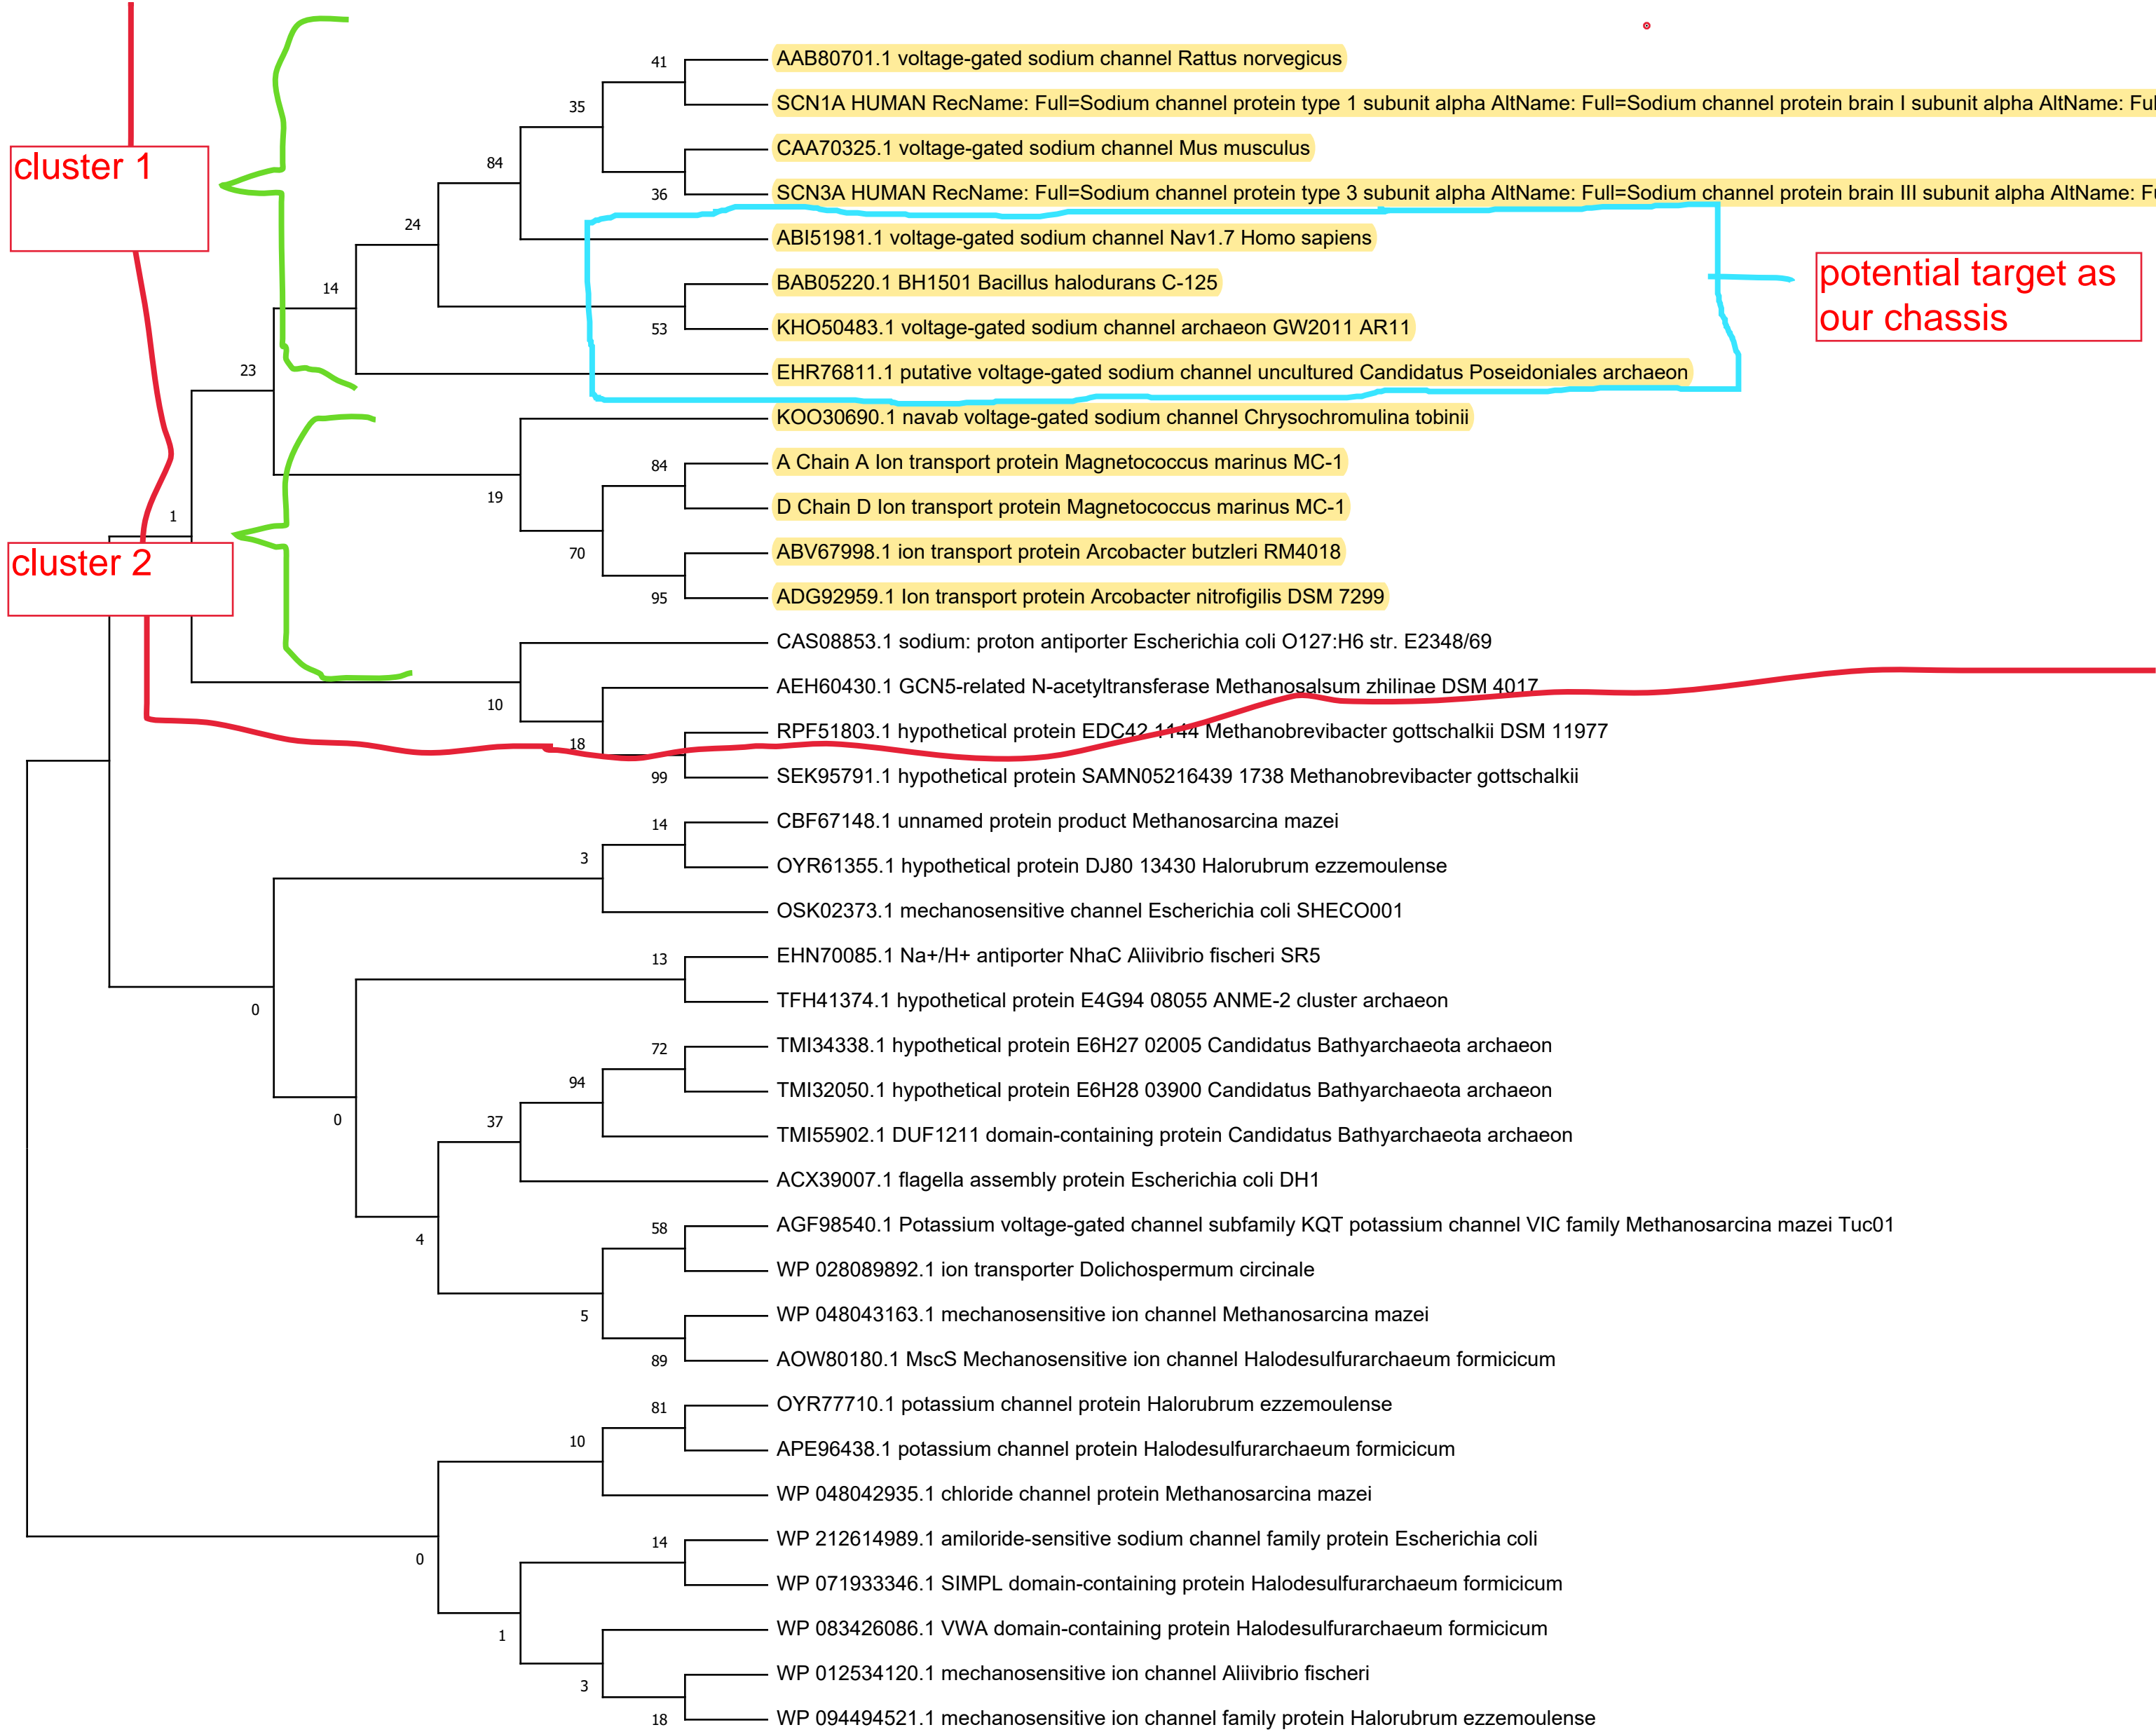 41
AAB80701.1 voltage-gated sodium channel Rattus norvegicus
35
SCN1A HUMAN RecName: Full=Sodium channel protein type 1 subunit alpha AltName: Full=Sodium channel protein brain I subunit alpha AltName: Ful
cluster 1
84
CAA70325.1 voltage-gated sodium channel Mus musculus
36
SCN3A HUMAN RecName: Full=Sodium channel protein type 3 subunit alpha AltName: Full=Sodium channel protein brain III subunit alpha AltName: Fu
24
ABI51981.1 voltage-gated sodium channel Nav1.7 Homo sapiens
14
BAB05220.1 BH1501 Bacillus halodurans C-125
potential target as
our chassis
53
KHO50483.1 voltage-gated sodium channel archaeon GW2011 AR11
23
EHR76811.1 putative voltage-gated sodium channel uncultured Candidatus Poseidoniales archaeon
KOO30690.1 navab voltage-gated sodium channel Chrysochromulina tobinii
84
A Chain A Ion transport protein Magnetococcus marinus MC-1
19
D Chain D Ion transport protein Magnetococcus marinus MC-1
1
70
ABV67998.1 ion transport protein Arcobacter butzleri RM4018
cluster 2
95
ADG92959.1 Ion transport protein Arcobacter nitrofigilis DSM 7299
CAS08853.1 sodium: proton antiporter Escherichia coli O127:H6 str. E2348/69
10
AEH60430.1 GCN5-related N-acetyltransferase Methanosalsum zhilinae DSM 4017
18
RPF51803.1 hypothetical protein EDC42 1144 Methanobrevibacter gottschalkii DSM 11977
99
SEK95791.1 hypothetical protein SAMN05216439 1738 Methanobrevibacter gottschalkii
14
CBF67148.1 unnamed protein product Methanosarcina mazei
3
OYR61355.1 hypothetical protein DJ80 13430 Halorubrum ezzemoulense
OSK02373.1 mechanosensitive channel Escherichia coli SHECO001
13
EHN70085.1 Na+/H+ antiporter NhaC Aliivibrio fischeri SR5
0
TFH41374.1 hypothetical protein E4G94 08055 ANME-2 cluster archaeon
72
TMI34338.1 hypothetical protein E6H27 02005 Candidatus Bathyarchaeota archaeon
94
TMI32050.1 hypothetical protein E6H28 03900 Candidatus Bathyarchaeota archaeon
0
37
TMI55902.1 DUF1211 domain-containing protein Candidatus Bathyarchaeota archaeon
ACX39007.1 flagella assembly protein Escherichia coli DH1
4
58
AGF98540.1 Potassium voltage-gated channel subfamily KQT potassium channel VIC family Methanosarcina mazei Tuc01
WP 028089892.1 ion transporter Dolichospermum circinale
5
WP 048043163.1 mechanosensitive ion channel Methanosarcina mazei
89
AOW80180.1 MscS Mechanosensitive ion channel Halodesulfurarchaeum formicicum
81
OYR77710.1 potassium channel protein Halorubrum ezzemoulense
10
APE96438.1 potassium channel protein Halodesulfurarchaeum formicicum
WP 048042935.1 chloride channel protein Methanosarcina mazei
0
14
WP 212614989.1 amiloride-sensitive sodium channel family protein Escherichia coli
WP 071933346.1 SIMPL domain-containing protein Halodesulfurarchaeum formicicum
1
WP 083426086.1 VWA domain-containing protein Halodesulfurarchaeum formicicum
3
WP 012534120.1 mechanosensitive ion channel Aliivibrio fischeri
18
WP 094494521.1 mechanosensitive ion channel family protein Halorubrum ezzemoulense